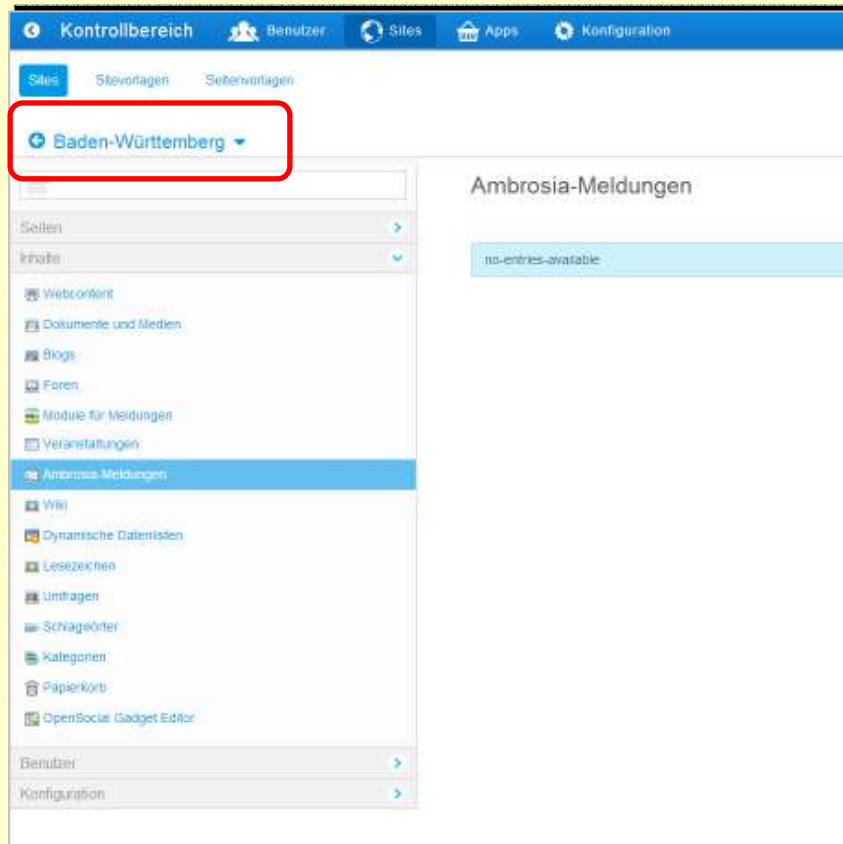 Kontrollbereich Benutzer Sites Apps Konfiguration
Sites Sitevorlagen Seitenvorlagen
Baden-Württemberg
Ambrosia-Meldungen
Seiten
Inhalte
no-entries-available
Webcontent
Dokumente und Medien
Blogs
Foren
Module für Meldungen
Veranstaltungen
Ambrosia-Meldungen
Wiki
Dynamische Datenlisten
Lesezeichen
Umfragen
Schlagwörter
Kategorien
Papierkorb
OpenSocial Gadget Editor
Benutzer
Konfiguration